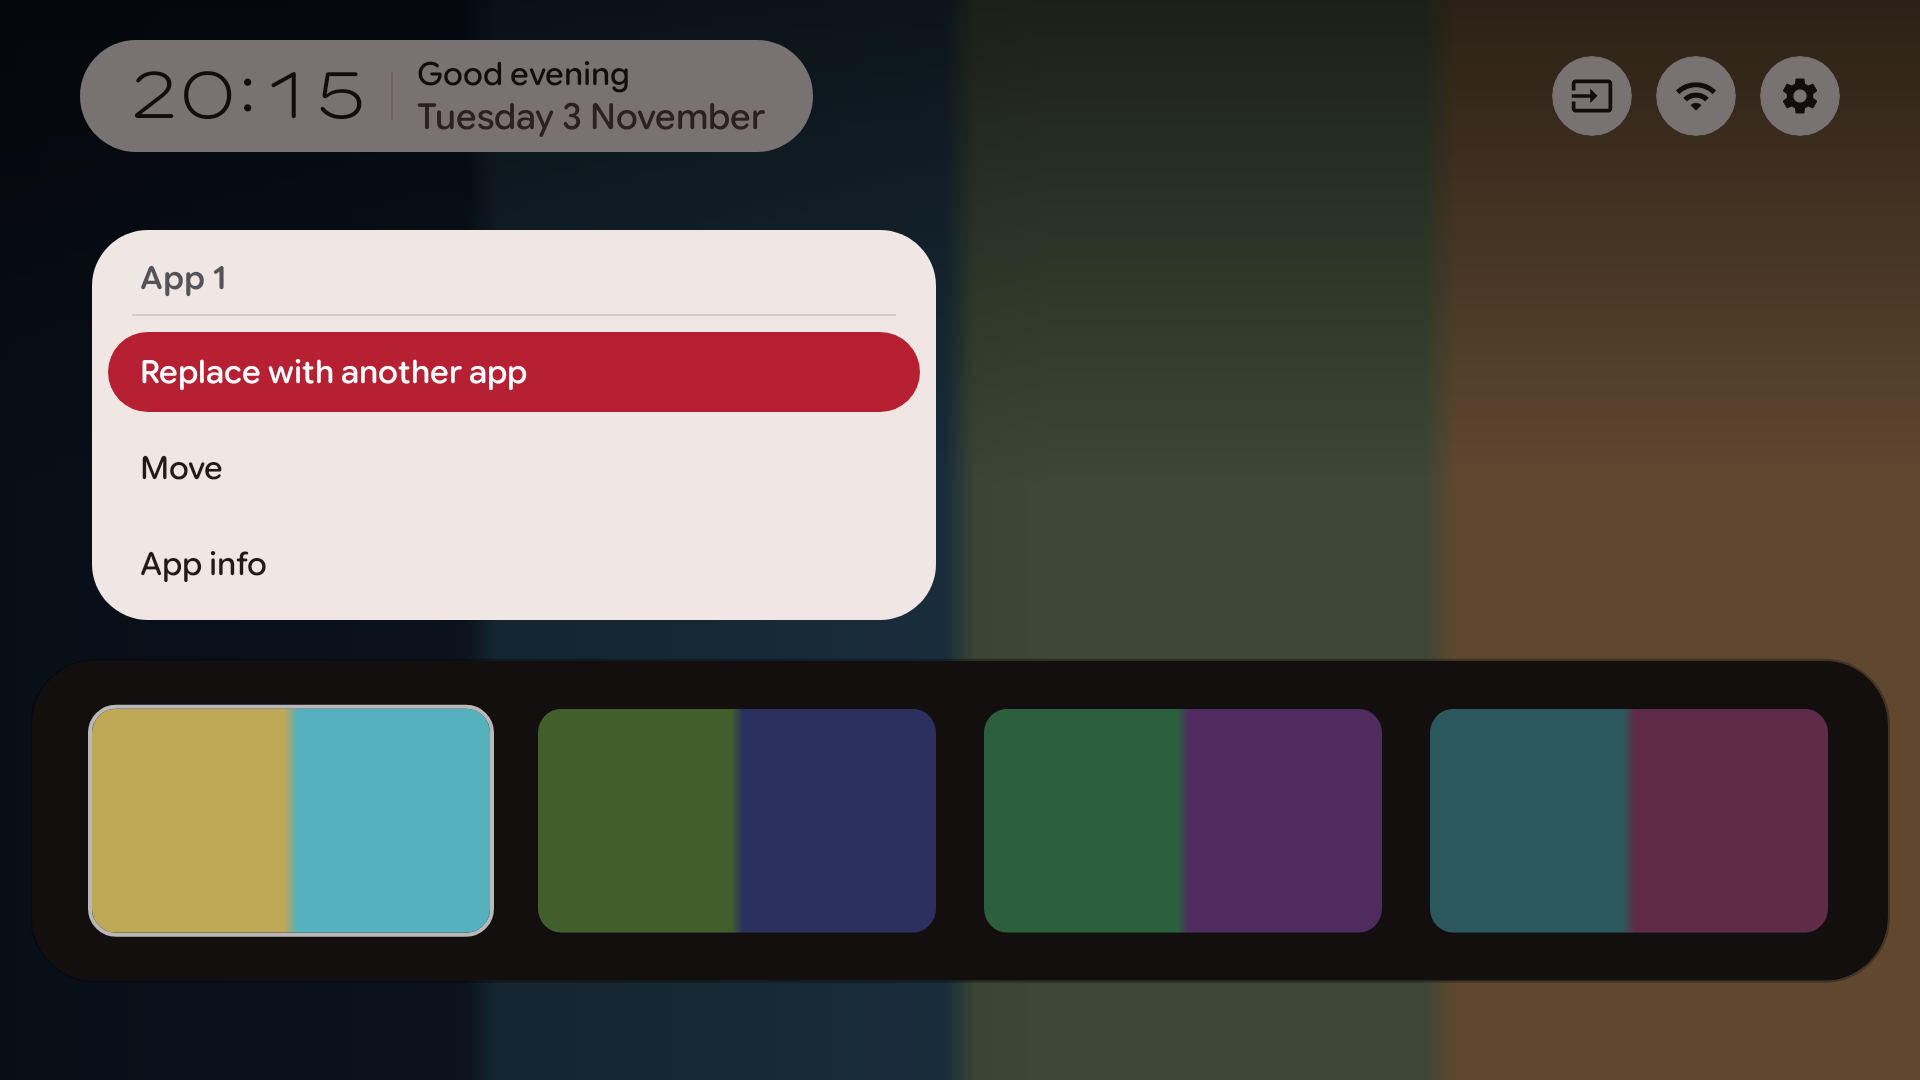 20:15
Good evening
Tuesday 3 November
App 1
Replace with another app
Move
App info